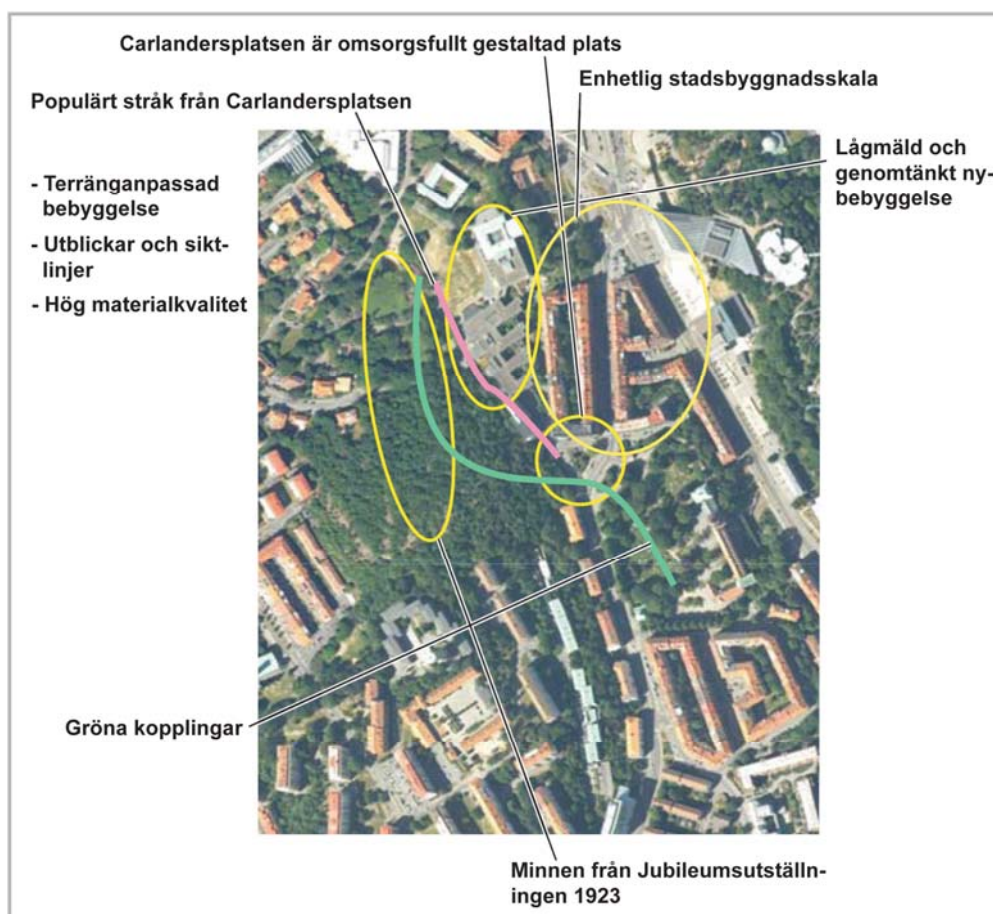 Carlandersplatsen är omsorgsfullt gestaltad plats
Enhetlig stadsbyggnadsskala
Populärt stråk från Carlandersplatsen
Lågmäld och
genomtänkt ny-
bebyggelse
- Terränganpassad
bebyggelse
- Utblickar och sikt-
linjer
- Hög materialkvalitet
Gröna kopplingar
Minnen från Jubileumsutställn-
ingen 1923